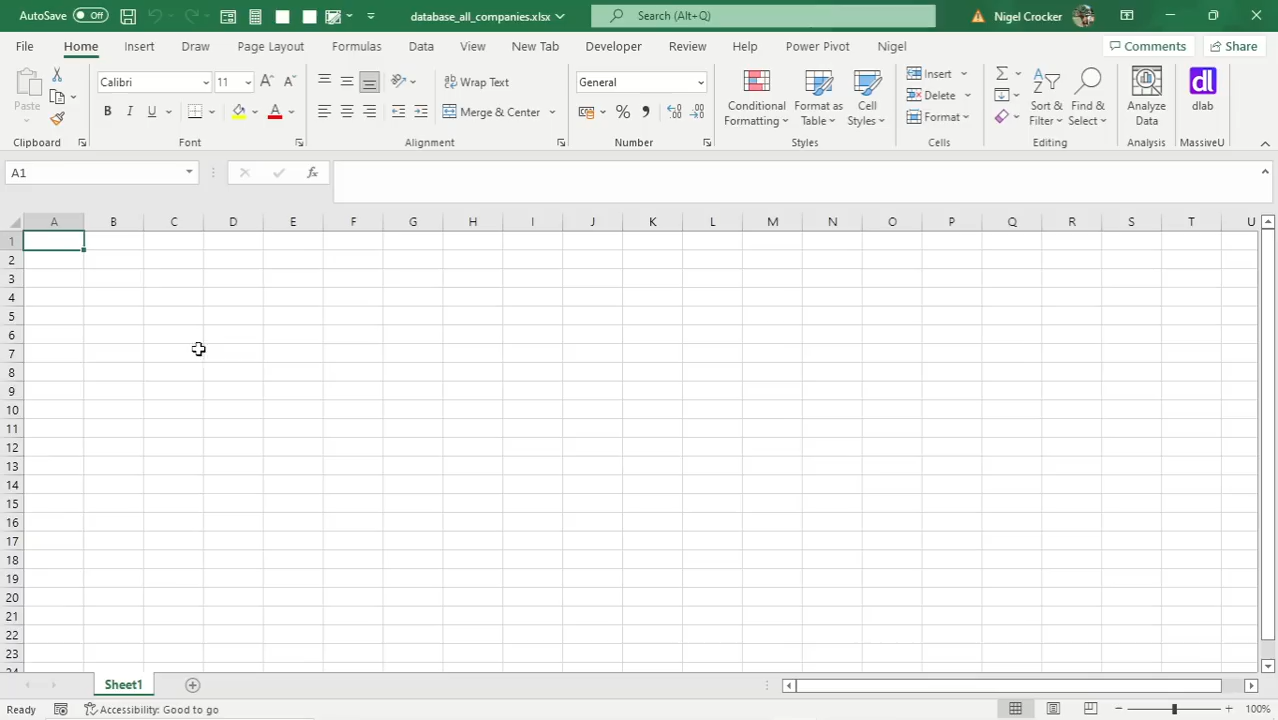 AutoSave Off database_all_companies.xlsx Search (Alt+Q) Nigel Crocker
File Home Insert Draw Page Layout Formulas Data View New Tab Developer Review Help Power Pivot Nigel Comments Share
Calibri 11 Wrap Text General Insert
Paste B I U Merge & Center % Conditional Formatting Format as Table Cell Styles Delete Sort & Filter Find & Select Analyze Data dl dlab
Format
Clipboard Font Alignment Number Styles Cells Editing Analysis MassiveU
A1 fx
A B C D E F G H I J K L M N O P Q R S T U
1
2
3
4
5
6
7
8
9
10
11
12
13
14
15
16
17
18
19
20
21
22
23
24
Sheet1
Ready Accessibility: Good to go 100%